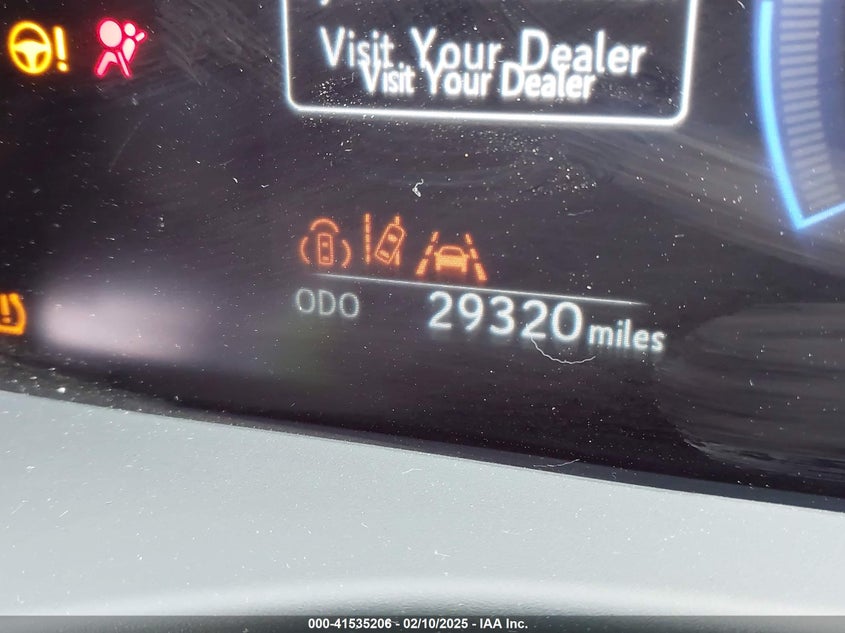 Visit Your Dealer
Visit Your Dealer
ODO 29320 miles
000-41535206 - 02/10/2025 - IAA Inc.